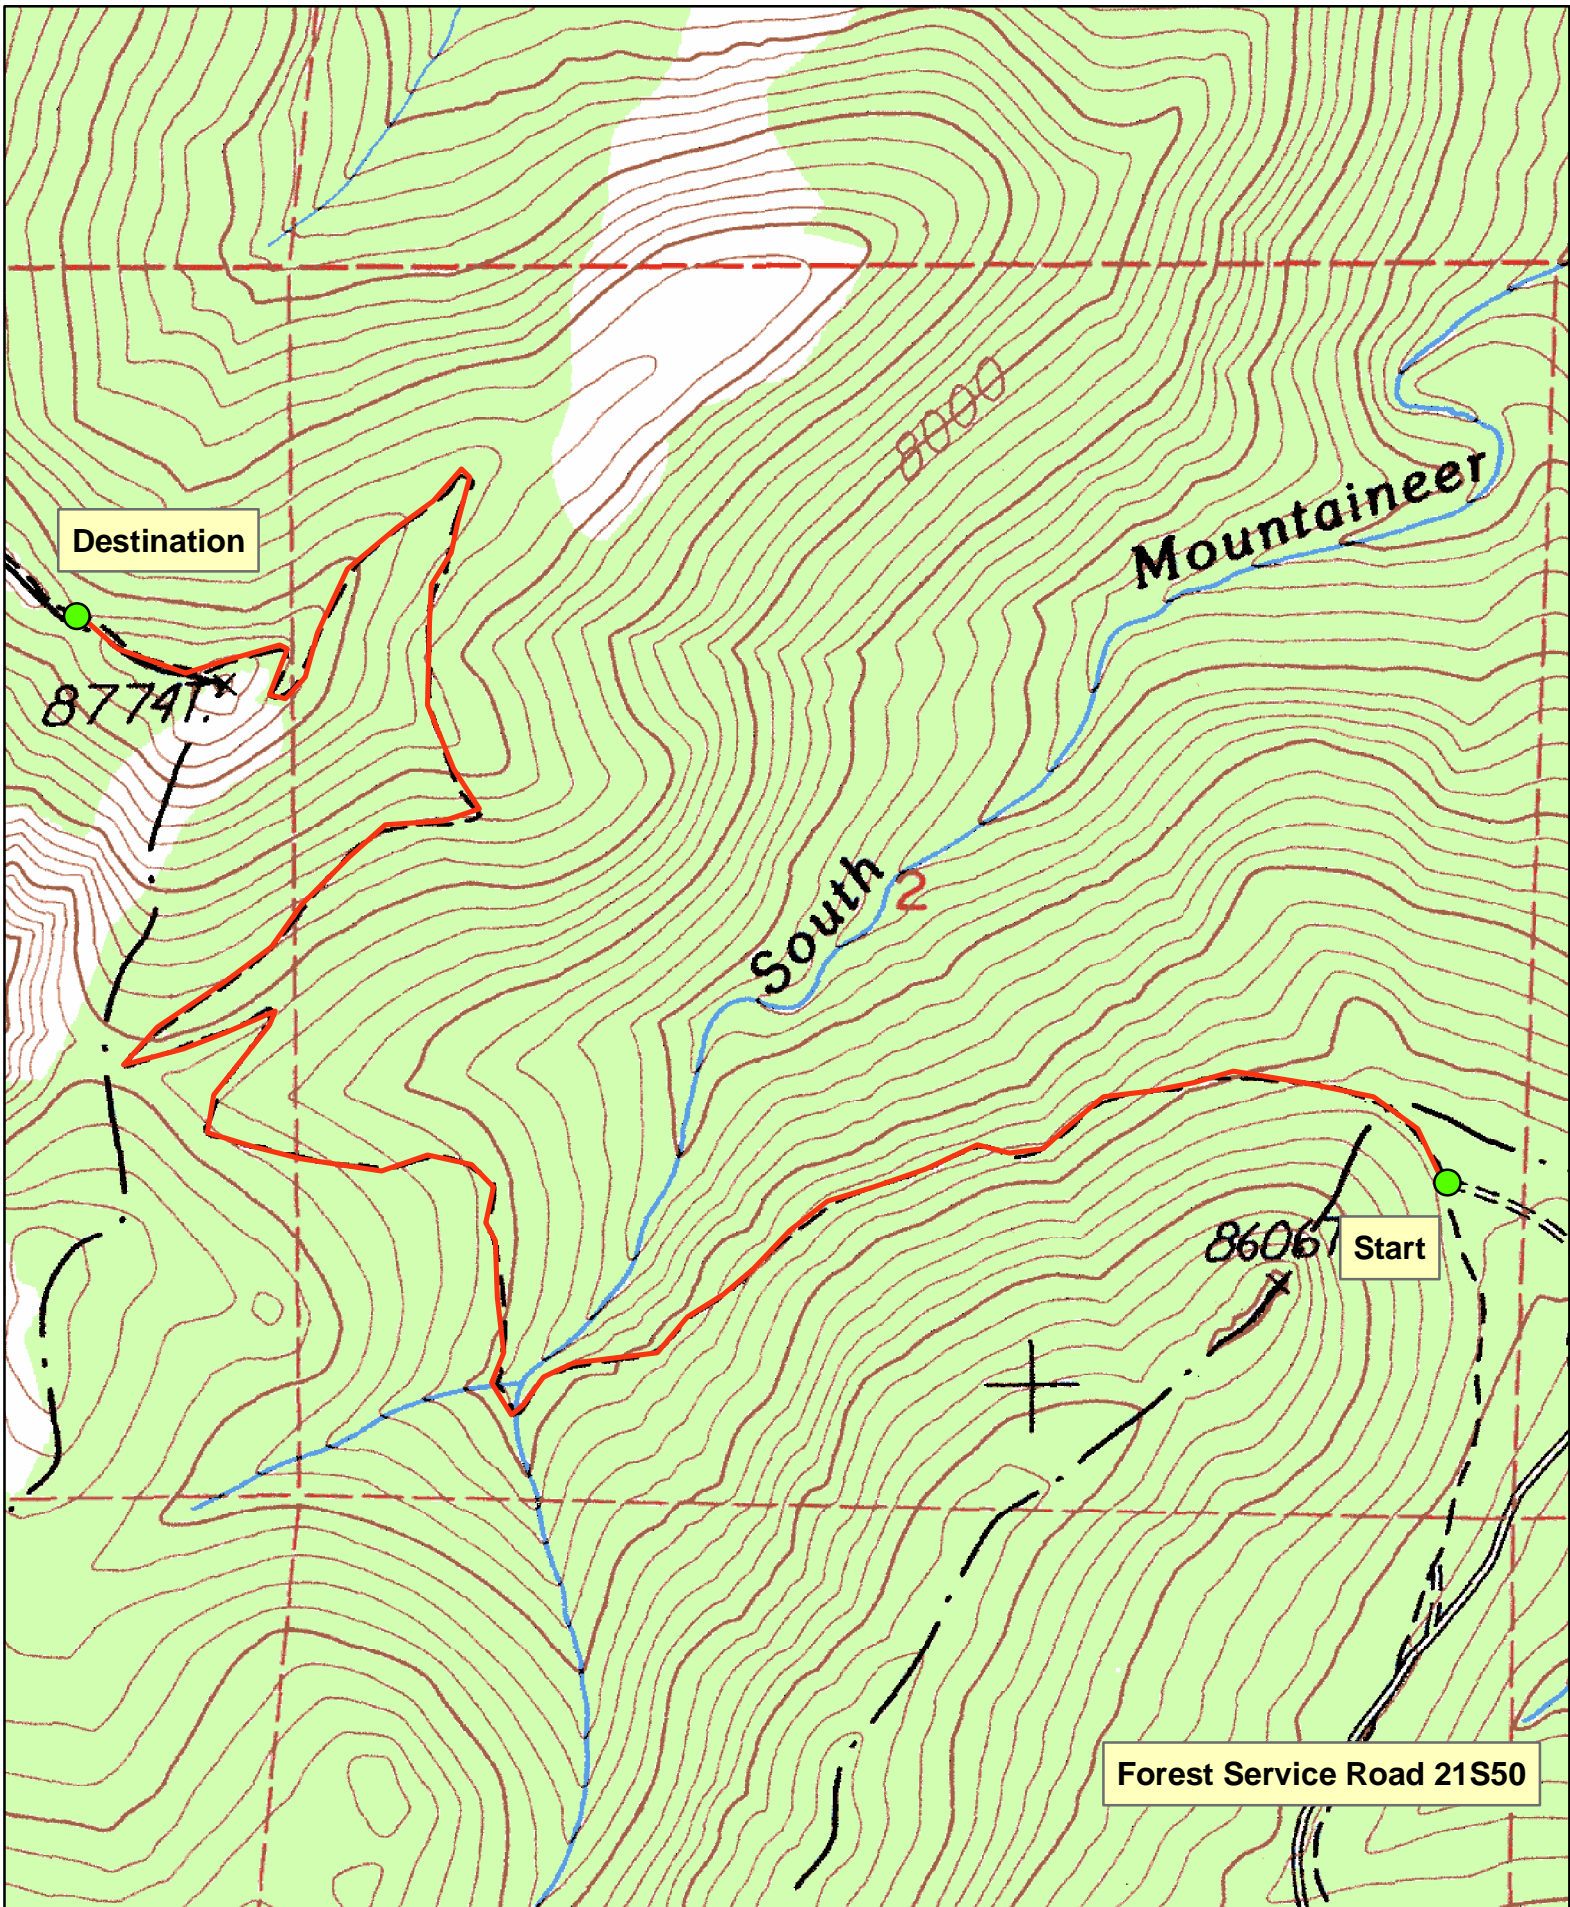 8000
Mountaineer
Destination
8774T.
South
2
8606T
Start
Forest Service Road 21S50